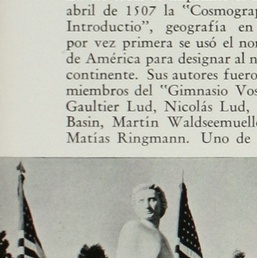 abril de 1507 la "Cosmograp
Introductio", geografía en
por vez primera se usó el no
de América para designar al n
continente. Sus autores fuero
miembros del "Gimnasio Vos
Gaultier Lud, Nicolás Lud,
Basin, Martín Waldseemuelle
Matías Ringmann. Uno de